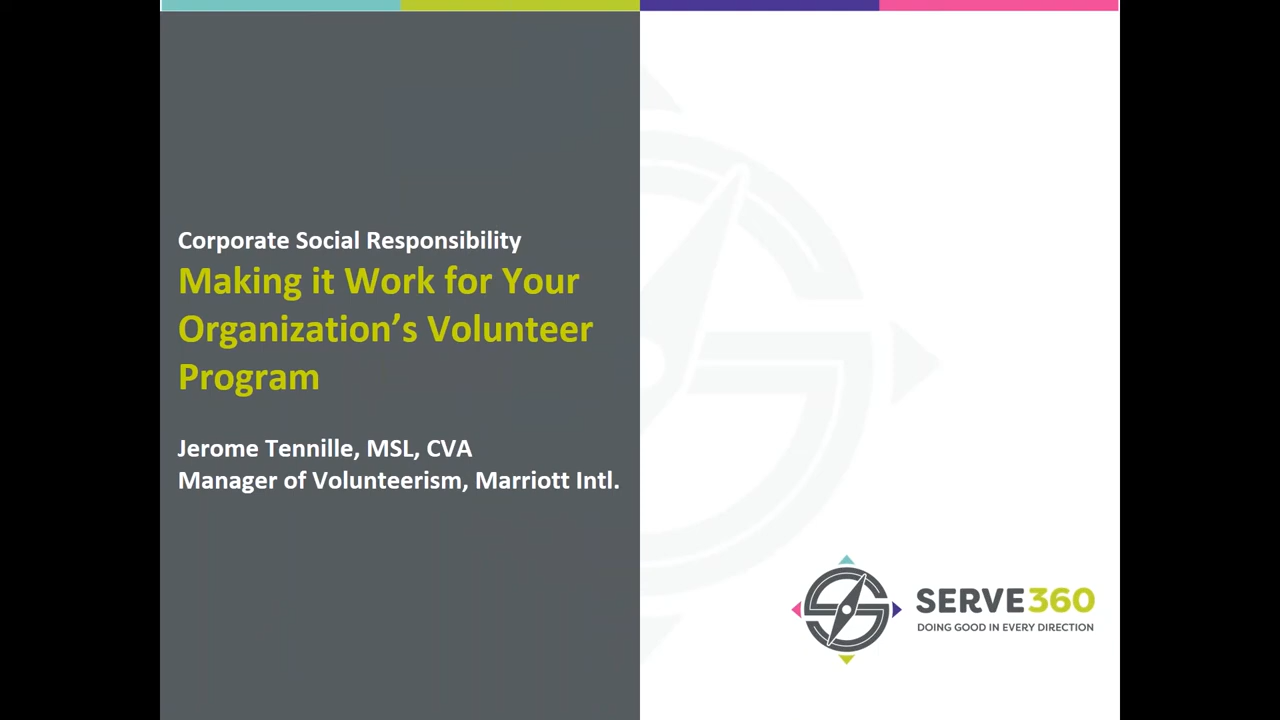 Corporate Social Responsibility
Making it Work for Your
Organization’s Volunteer
Program
Jerome Tennille, MSL, CVA
Manager of Volunteerism, Marriott Intl.
SERVE360
DOING GOOD IN EVERY DIRECTION